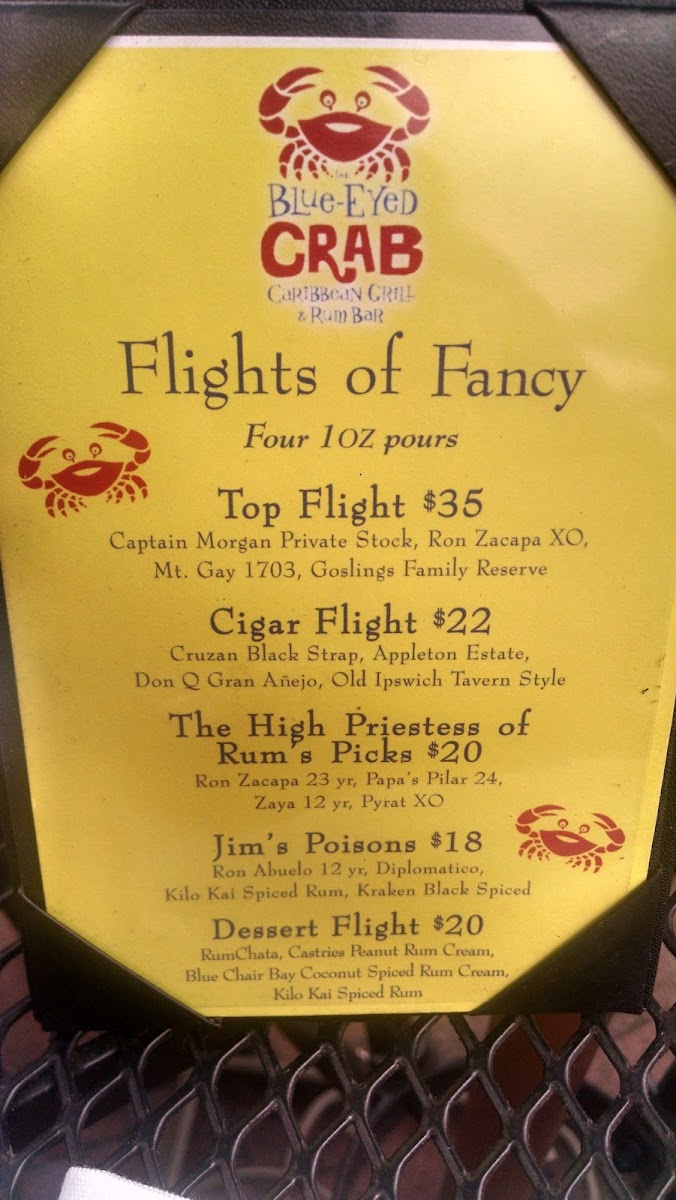 THE
BLUE-EYED
CRAB
CARIBBEAN GRILL
& RUM BAR
Flights of Fancy
Four 1OZ pours
Top Flight $35
Captain Morgan Private Stock, Ron Zacapa XO,
Mt. Gay 1703, Goslings Family Reserve
Cigar Flight $22
Cruzan Black Strap, Appleton Estate,
Don Q Gran Añejo, Old Ipswich Tavern Style
The High Priestess of
Rum's Picks $20
Ron Zacapa 23 yr, Papa's Pilar 24,
Zaya 12 yr, Pyrat XO
Jim's Poisons $18
Ron Abuelo 12 yr, Diplomatico,
Kilo Kai Spiced Rum, Kraken Black Spiced
Dessert Flight $20
RumChata, Castries Peanut Rum Cream,
Blue Chair Bay Coconut Spiced Rum Cream,
Kilo Kai Spiced Rum